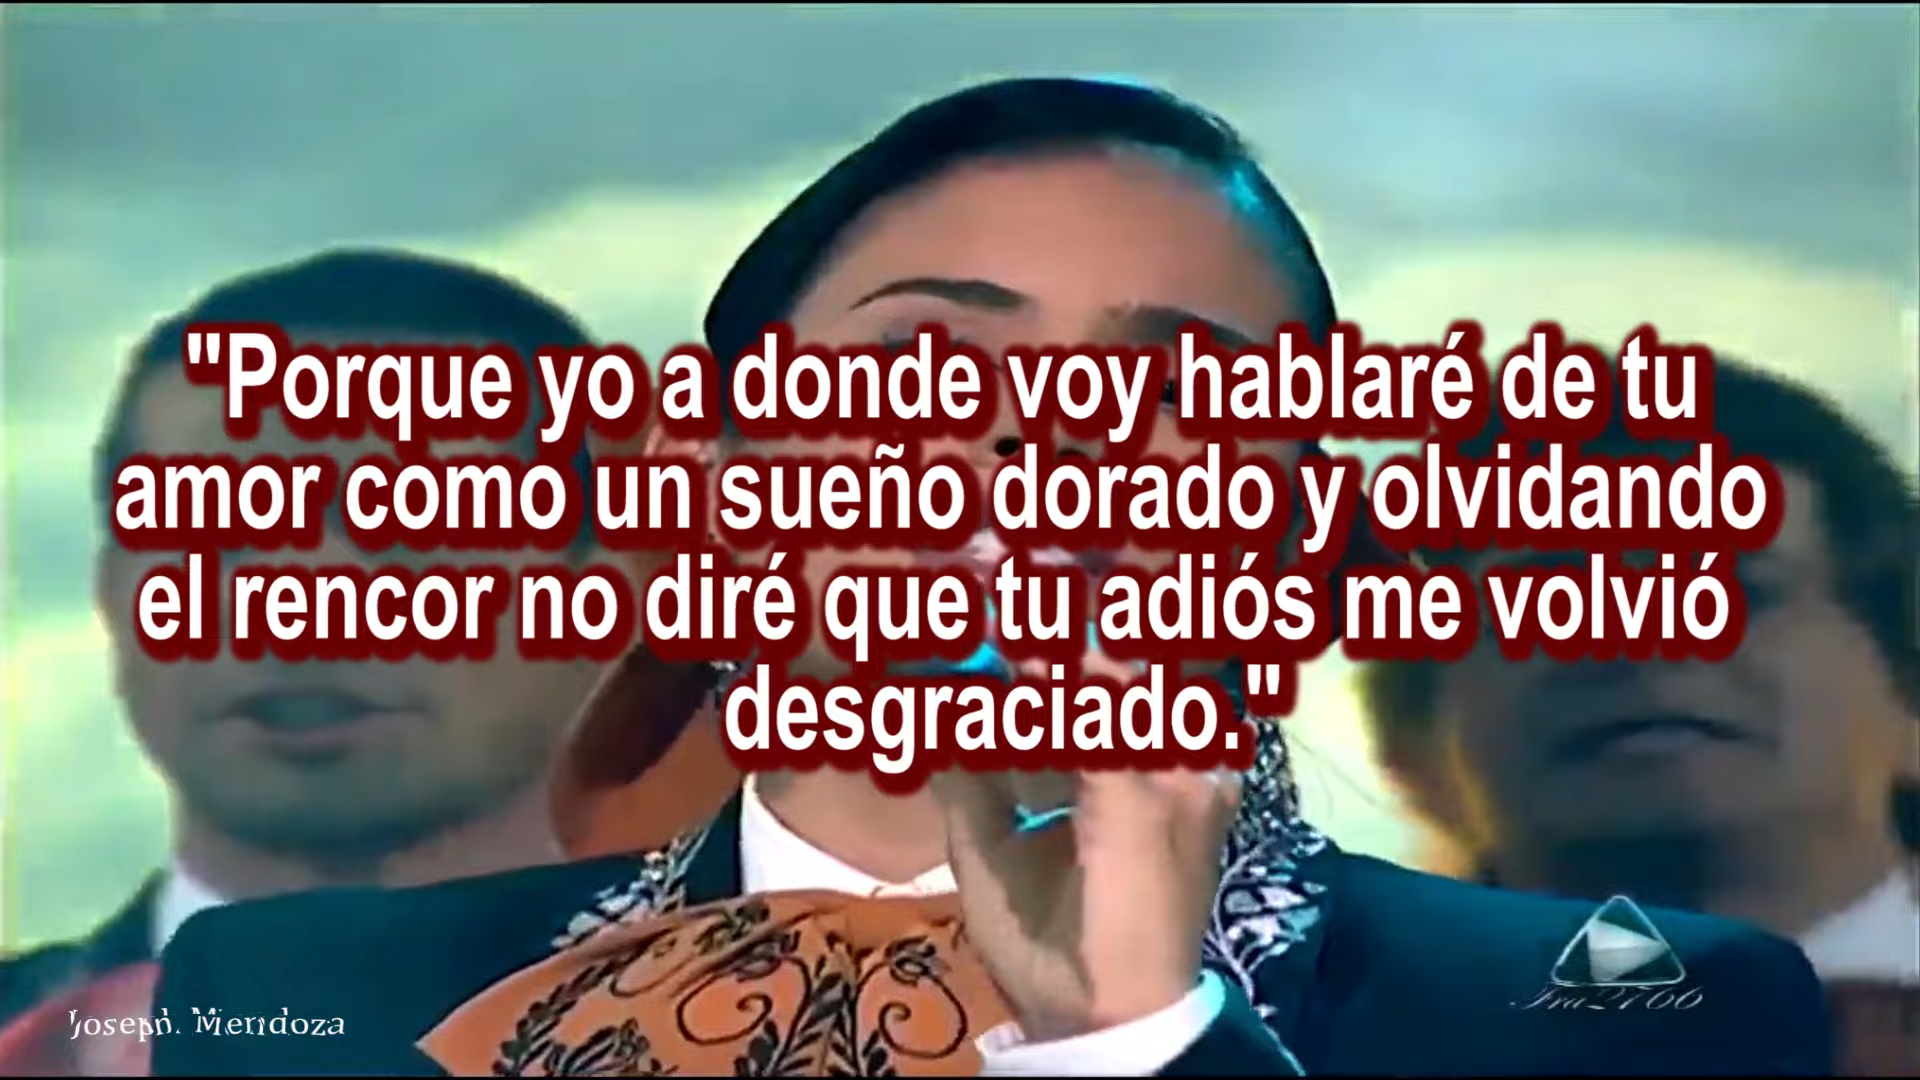 "Porque yo a donde voy hablaré de tu
amor como un sueño dorado y olvidando
el rencor no diré que tu adiós me volvió
desgraciado."
Joseph. Mendoza
Fra2766